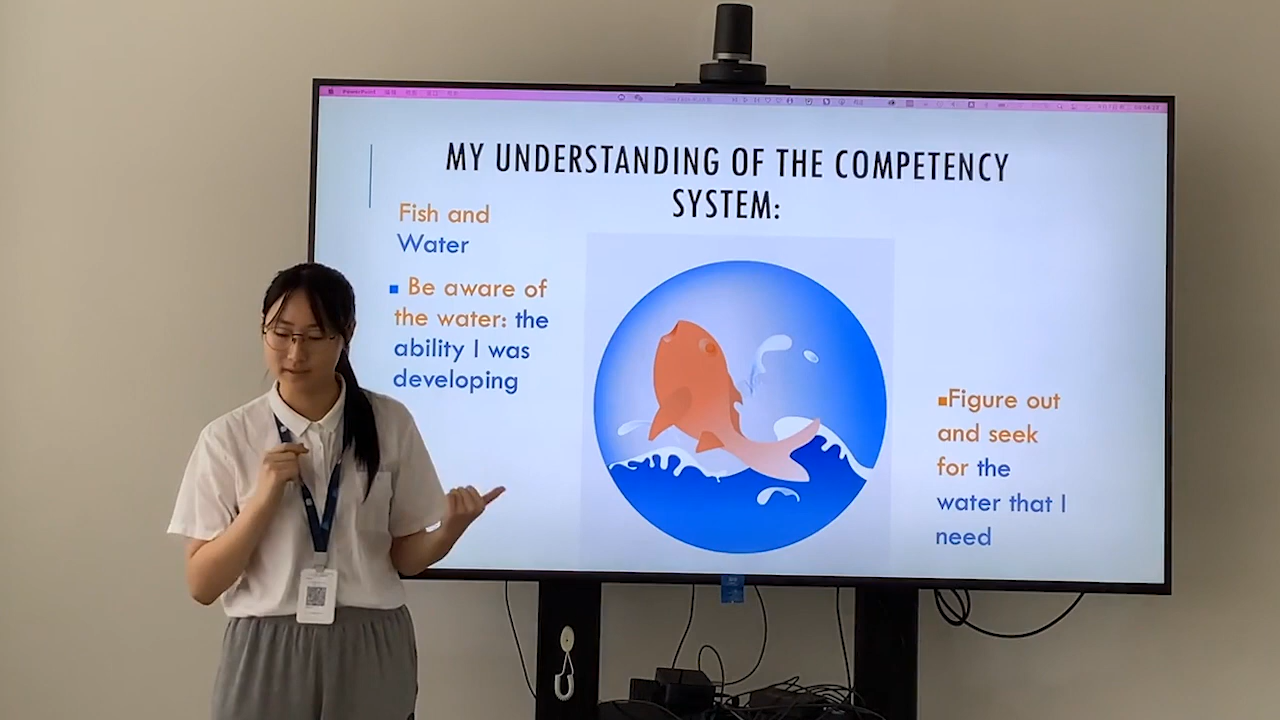 PowerPoint
MY UNDERSTANDING OF THE COMPETENCY
SYSTEM:
Fish and
Water
▪ Be aware of
the water: the
ability I was
developing
▪Figure out
and seek
for the
water that I
need